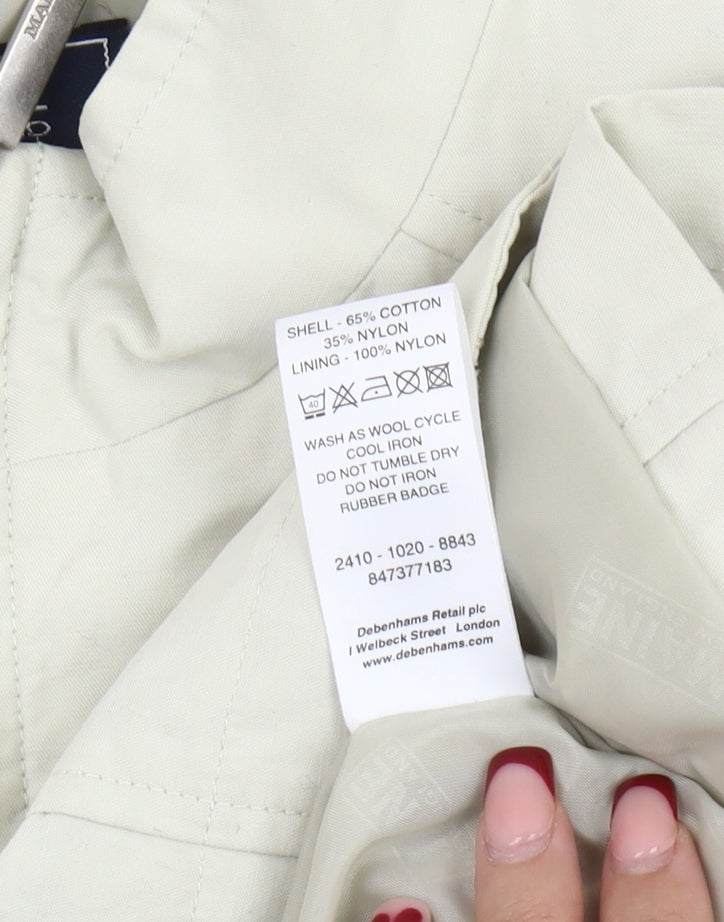 MA
SHELL - 65% COTTON
35% NYLON
LINING - 100% NYLON
40
WASH AS WOOL CYCLE
COOL IRON
DO NOT TUMBLE DRY
DO NOT IRON
RUBBER BADGE
2410 - 1020 - 8843
847377183
Debenhams Retail plc
1 Welbeck Street London
www.debenhams.com
MAINE